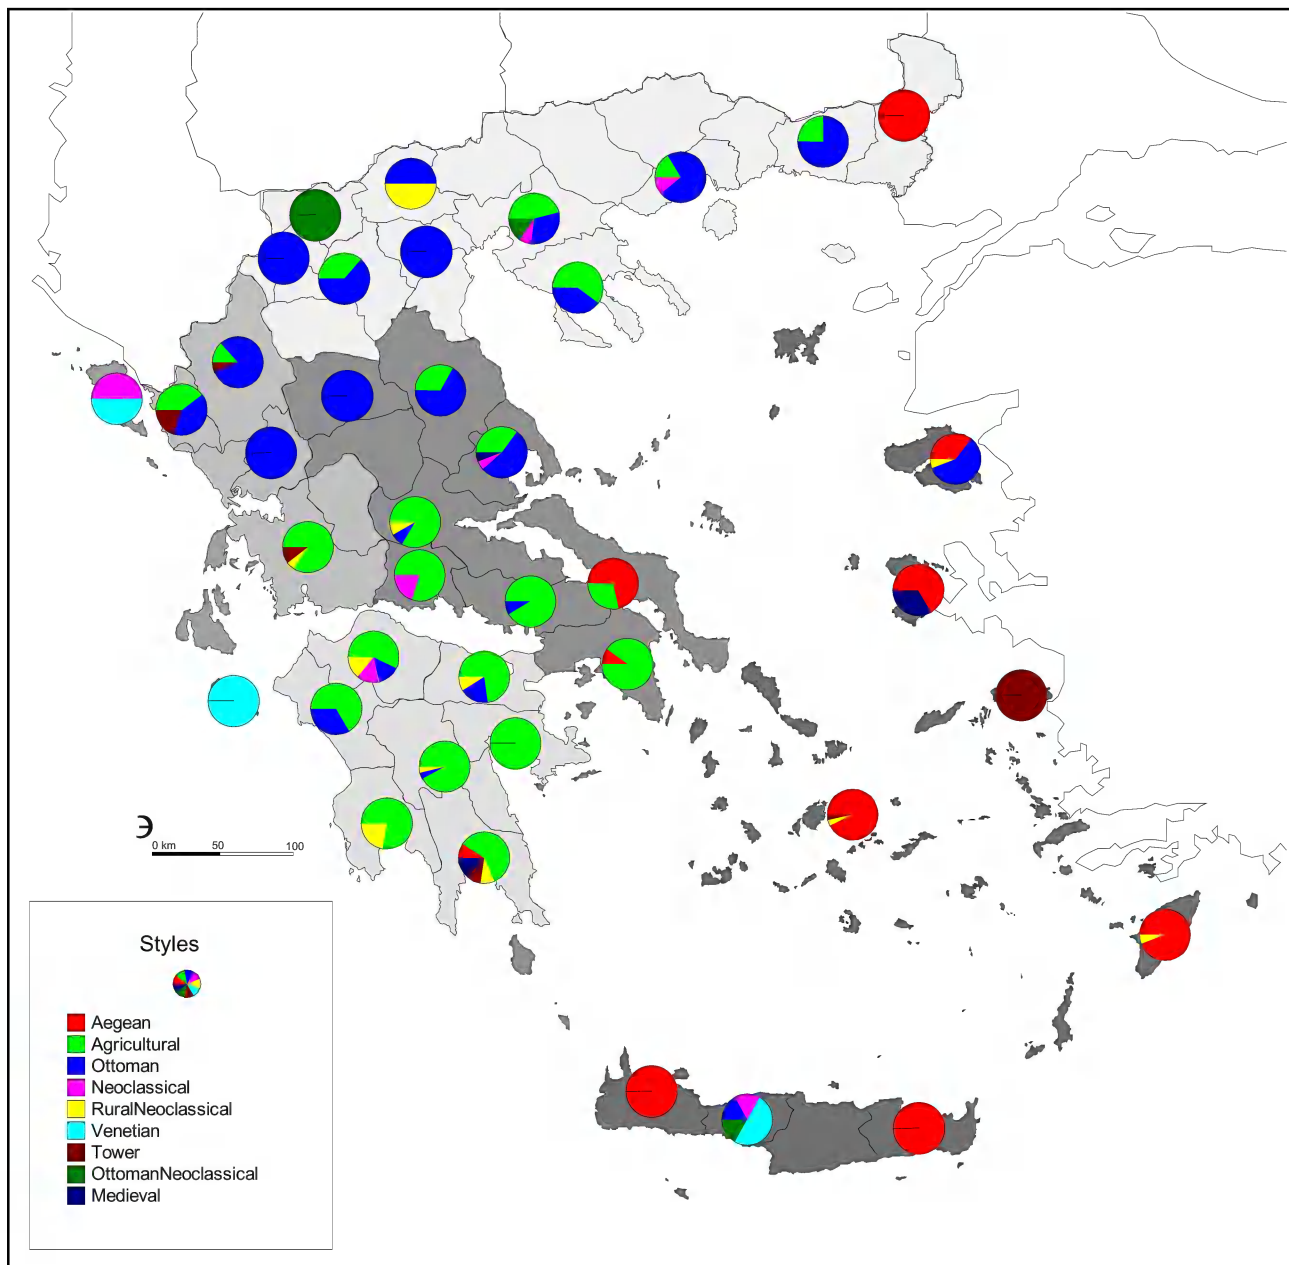 0 km 50 100
Styles
Aegean
Agricultural
Ottoman
Neoclassical
RuralNeoclassical
Venetian
Tower
OttomanNeoclassical
Medieval